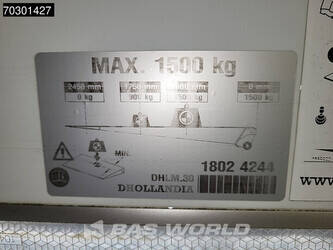 70301427
MAX. 1500 kg
2450 mm 1750 mm 0 mm
0 kg 900 kg 1500 kg
MIN.
DHLM.30 1802 4244
DHOLLANDIA
BAS WORLD